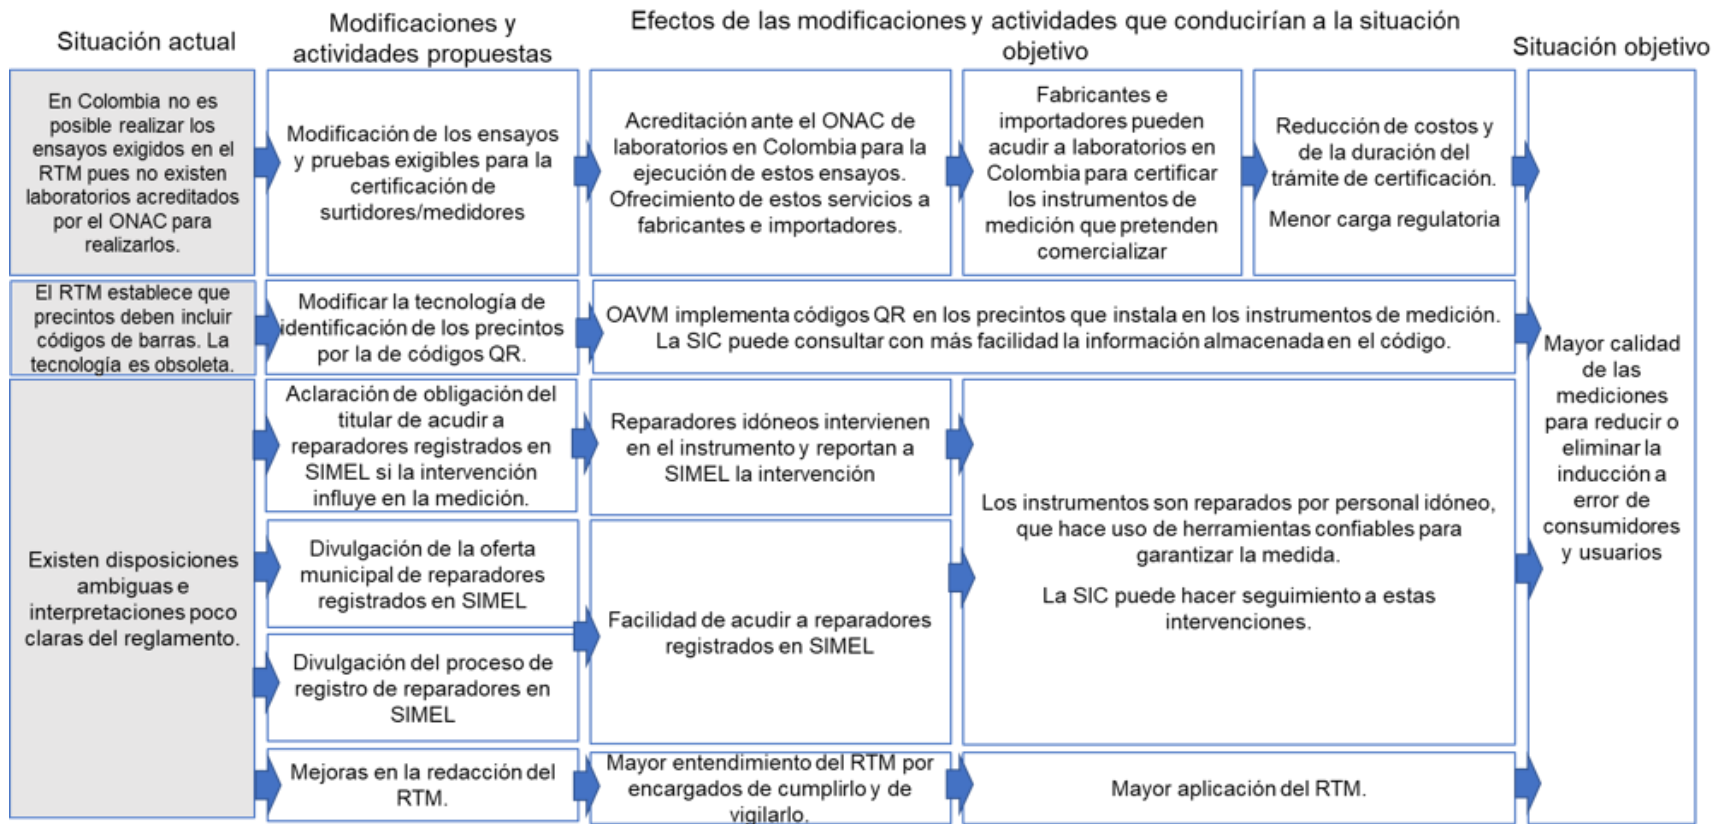 Situación actual
Modificaciones y
actividades propuestas
Efectos de las modificaciones y actividades que conducirían a la situación
objetivo
Situación objetivo
En Colombia no es
posible realizar los
ensayos exigidos en el
RTM pues no existen
laboratorios acreditados
por el ONAC para
realizarlos.
Modificación de los ensayos
y pruebas exigibles para la
certificación de
surtidores/medidores
Acreditación ante el ONAC de
laboratorios en Colombia para la
ejecución de estos ensayos.
Ofrecimiento de estos servicios a
fabricantes e importadores.
Fabricantes e
importadores pueden
acudir a laboratorios en
Colombia para certificar
los instrumentos de
medición que pretenden
comercializar
Reducción de costos y
de la duración del
trámite de certificación.
Menor carga regulatoria
El RTM establece que
precintos deben incluir
códigos de barras. La
tecnología es obsoleta.
Modificar la tecnología de
identificación de los precintos
por la de códigos QR.
OAVM implementa códigos QR en los precintos que instala en los instrumentos de medición.
La SIC puede consultar con más facilidad la información almacenada en el código.
Existen disposiciones
ambiguas e
interpretaciones poco
claras del reglamento.
Aclaración de obligación del
titular de acudir a
reparadores registrados en
SIMEL si la intervención
influye en la medición.
Reparadores idóneos intervienen
en el instrumento y reportan a
SIMEL la intervención
Divulgación de la oferta
municipal de reparadores
registrados en SIMEL
Divulgación del proceso de
registro de reparadores en
SIMEL
Facilidad de acudir a reparadores
registrados en SIMEL
Los instrumentos son reparados por personal idóneo,
que hace uso de herramientas confiables para
garantizar la medida.
La SIC puede hacer seguimiento a estas
intervenciones.
Mejoras en la redacción del
RTM.
Mayor entendimiento del RTM por
encargados de cumplirlo y de
vigilarlo.
Mayor aplicación del RTM.
Mayor calidad
de las
mediciones
para reducir o
eliminar la
inducción a
error de
consumidores
y usuarios